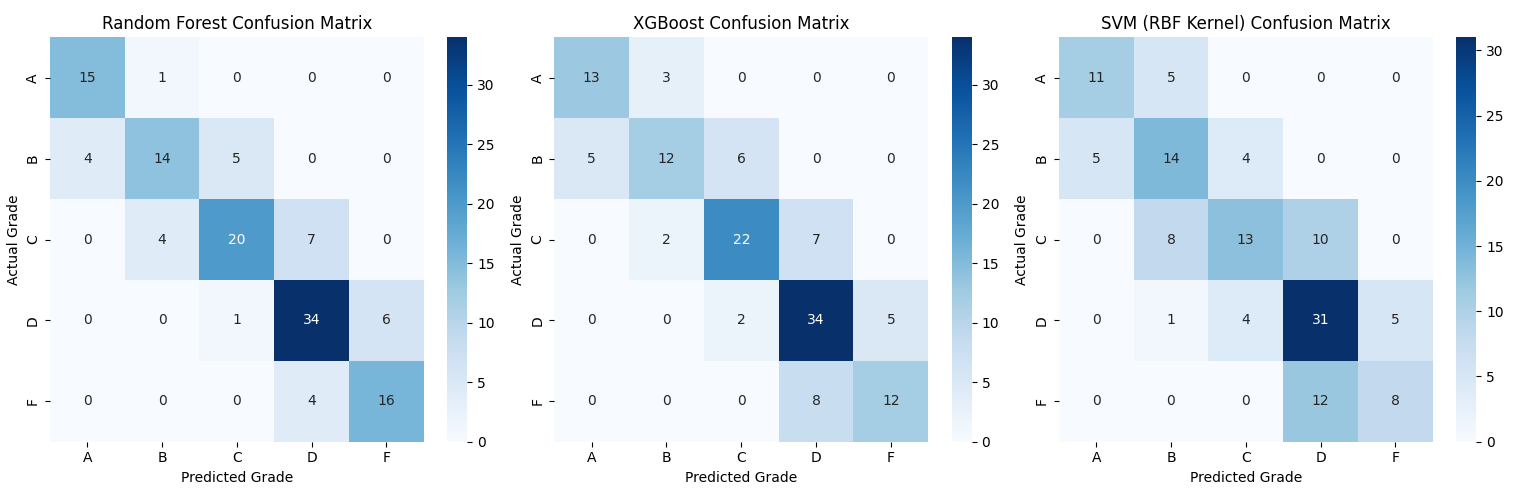 Random Forest Confusion Matrix
Actual Grade
A 15 1 0 0 0
B 4 14 5 0 0
C 0 4 20 7 0
D 0 0 1 34 6
F 0 0 0 4 16
A B C D F
Predicted Grade
30
25
20
15
10
5
0
XGBoost Confusion Matrix
Actual Grade
A 13 3 0 0 0
B 5 12 6 0 0
C 0 2 22 7 0
D 0 0 2 34 5
F 0 0 0 8 12
A B C D F
Predicted Grade
30
25
20
15
10
5
0
SVM (RBF Kernel) Confusion Matrix
Actual Grade
A 11 5 0 0 0
B 5 14 4 0 0
C 0 8 13 10 0
D 0 1 4 31 5
F 0 0 0 12 8
A B C D F
Predicted Grade
30
25
20
15
10
5
0